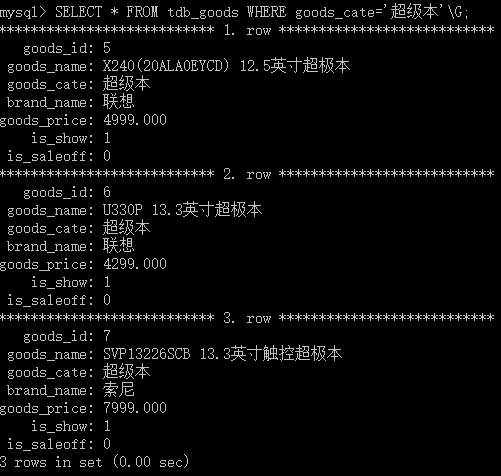 mysql> SELECT * FROM tdb_goods WHERE goods_cate='超级本'\G;
*************************** 1. row ***************************
goods_id: 5
goods_name: X240(20ALA0EYCD) 12.5英寸超极本
goods_cate: 超级本
brand_name: 联想
goods_price: 4999.000
is_show: 1
is_saleoff: 0
*************************** 2. row ***************************
goods_id: 6
goods_name: U330P 13.3英寸超极本
goods_cate: 超级本
brand_name: 联想
goods_price: 4299.000
is_show: 1
is_saleoff: 0
*************************** 3. row ***************************
goods_id: 7
goods_name: SVP13226SCB 13.3英寸触控超极本
goods_cate: 超级本
brand_name: 索尼
goods_price: 7999.000
is_show: 1
is_saleoff: 0
3 rows in set (0.00 sec)